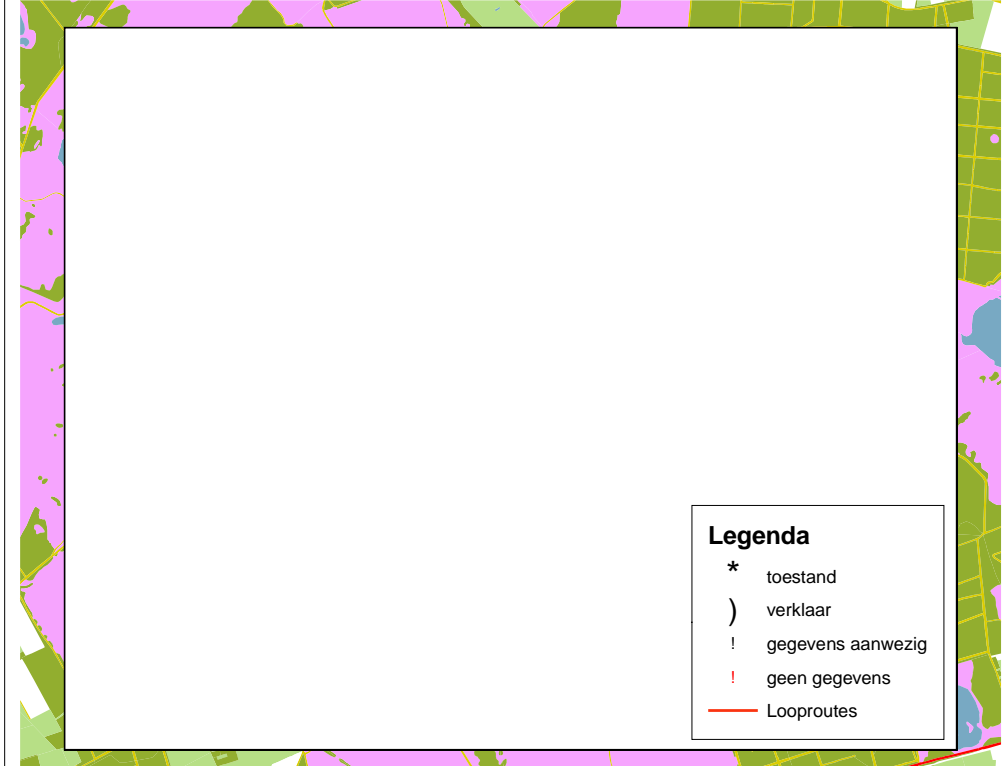 Legenda
* toestand
) verklaar
! gegevens aanwezig
! geen gegevens
Looproutes